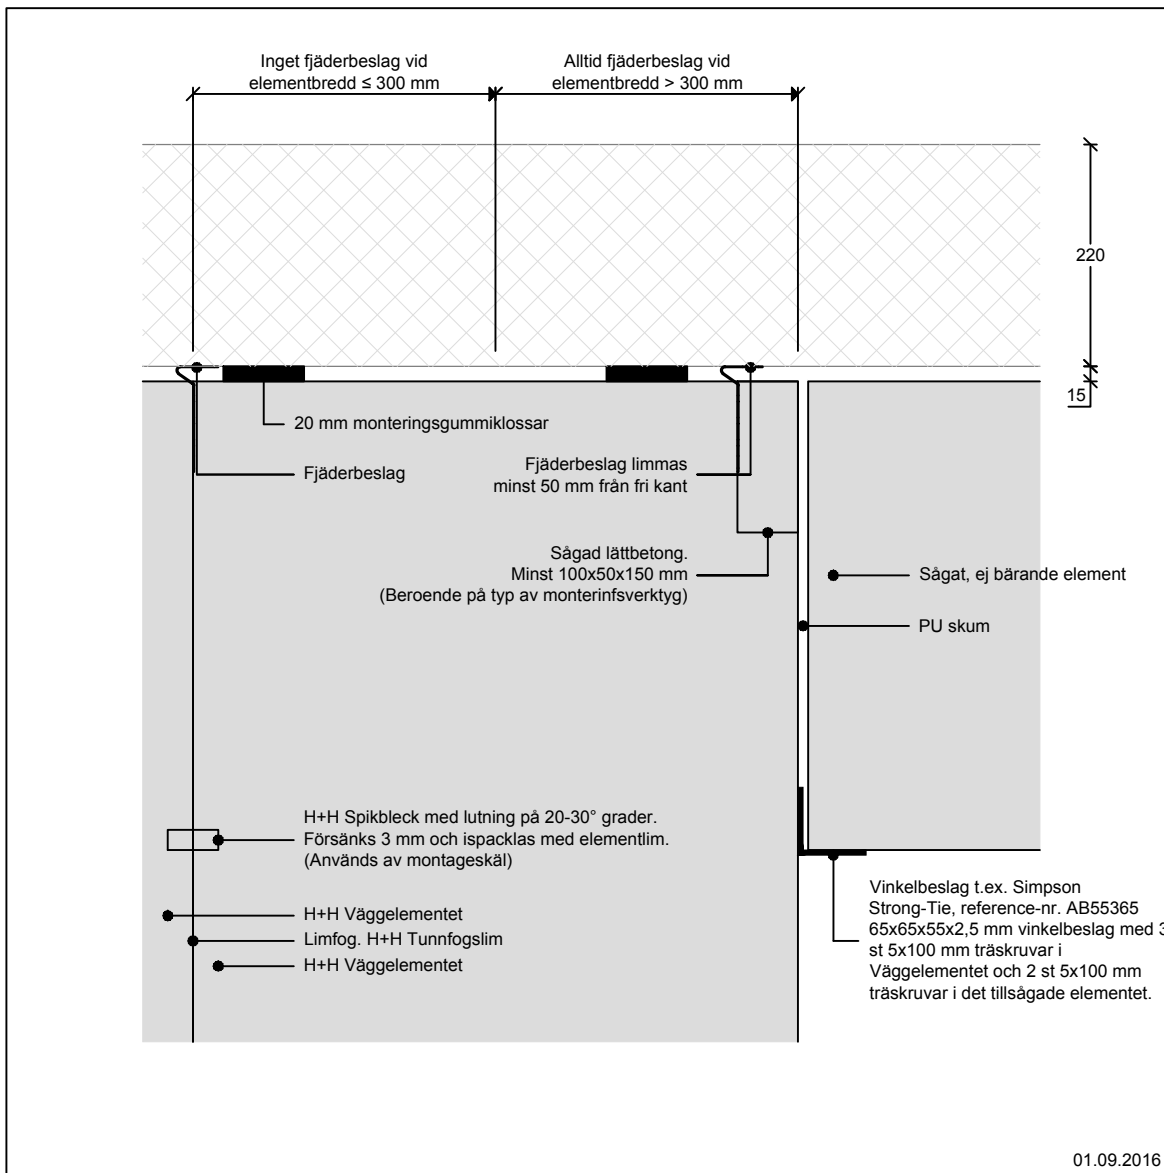 Inget fjäderbeslag vid
elementbredd ≤ 300 mm
Alltid fjäderbeslag vid
elementbredd > 300 mm
220
15
20 mm monteringsgummiklossar
Fjäderbeslag
Fjäderbeslag limmas
minst 50 mm från fri kant
Sågad lättbetong.
Minst 100x50x150 mm
(Beroende på typ av monterinfsverktyg)
Sågat, ej bärande element
PU skum
H+H Spikbleck med lutning på 20-30° grader.
Försänks 3 mm och ispacklas med elementlim.
(Används av montageskäl)
H+H Väggelementet
Limfog. H+H Tunnfogslim
H+H Väggelementet
Vinkelbeslag t.ex. Simpson
Strong-Tie, reference-nr. AB55365
65x65x55x2,5 mm vinkelbeslag med 3
st 5x100 mm träskruvar i
Väggelementet och 2 st 5x100 mm
träskruvar i det tillsågade elementet.
01.09.2016